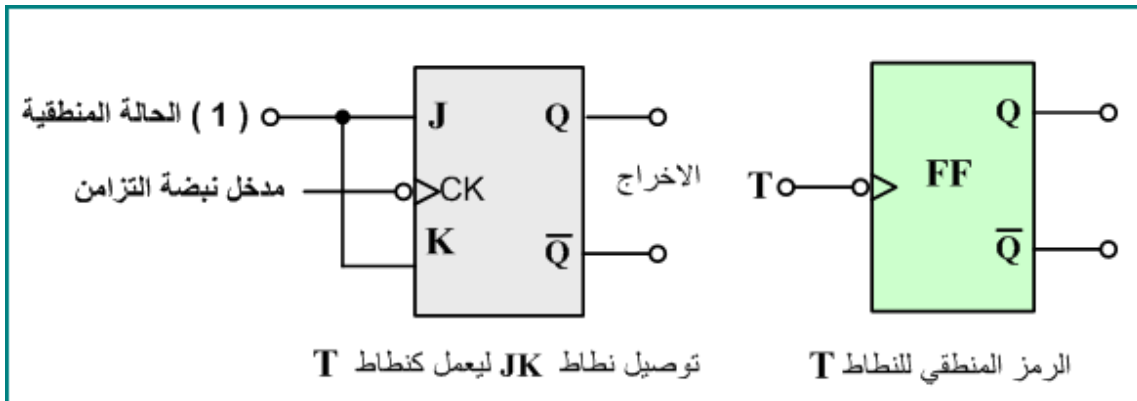 الحالة المنطقية ( 1 )
J
Q
مدخل نبضة التزامن
CK
الاخراج
K
Q̅
T
FF
Q
Q̅
توصيل نطاط JK ليعمل كنطاط T
الرمز المنطقي للنطاط T